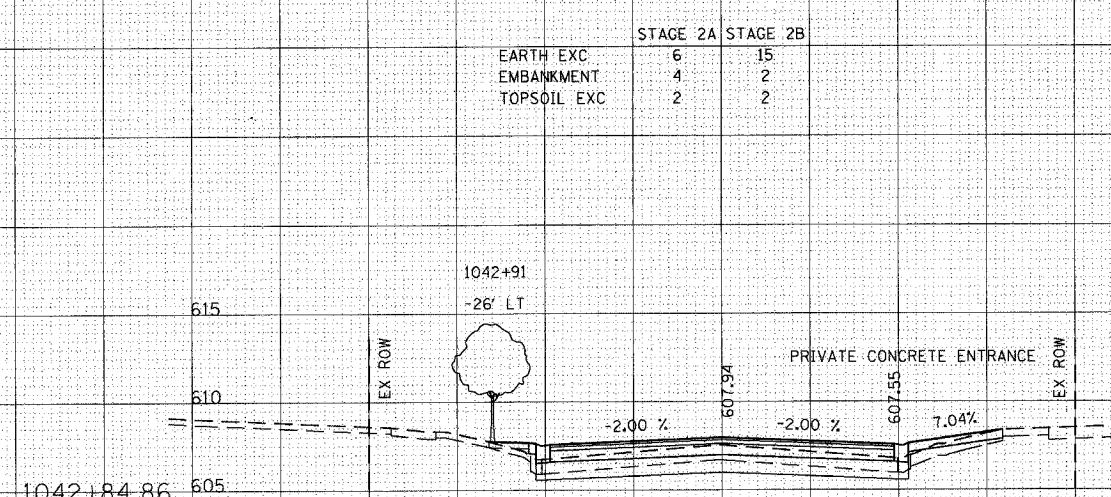 STAGE 2A STAGE 2B
EARTH EXC 6 15
EMBANKMENT 4 2
TOPSOIL EXC 2 2
1042+91
-26' LT
615
EX ROW
PRIVATE CONCRETE ENTRANCE
EX ROW
610
607.94
607.55
-2.00 %
-2.00 %
7.04%
1042+84.86
605